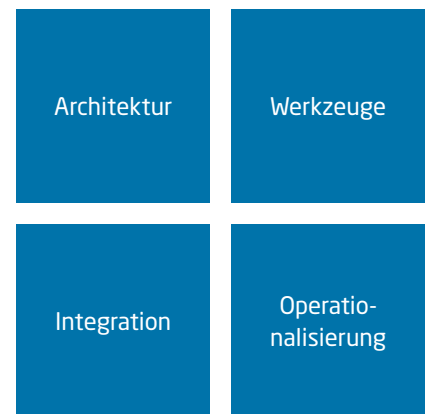 Architektur
Werkzeuge
Integration
Operatio-
nalisierung